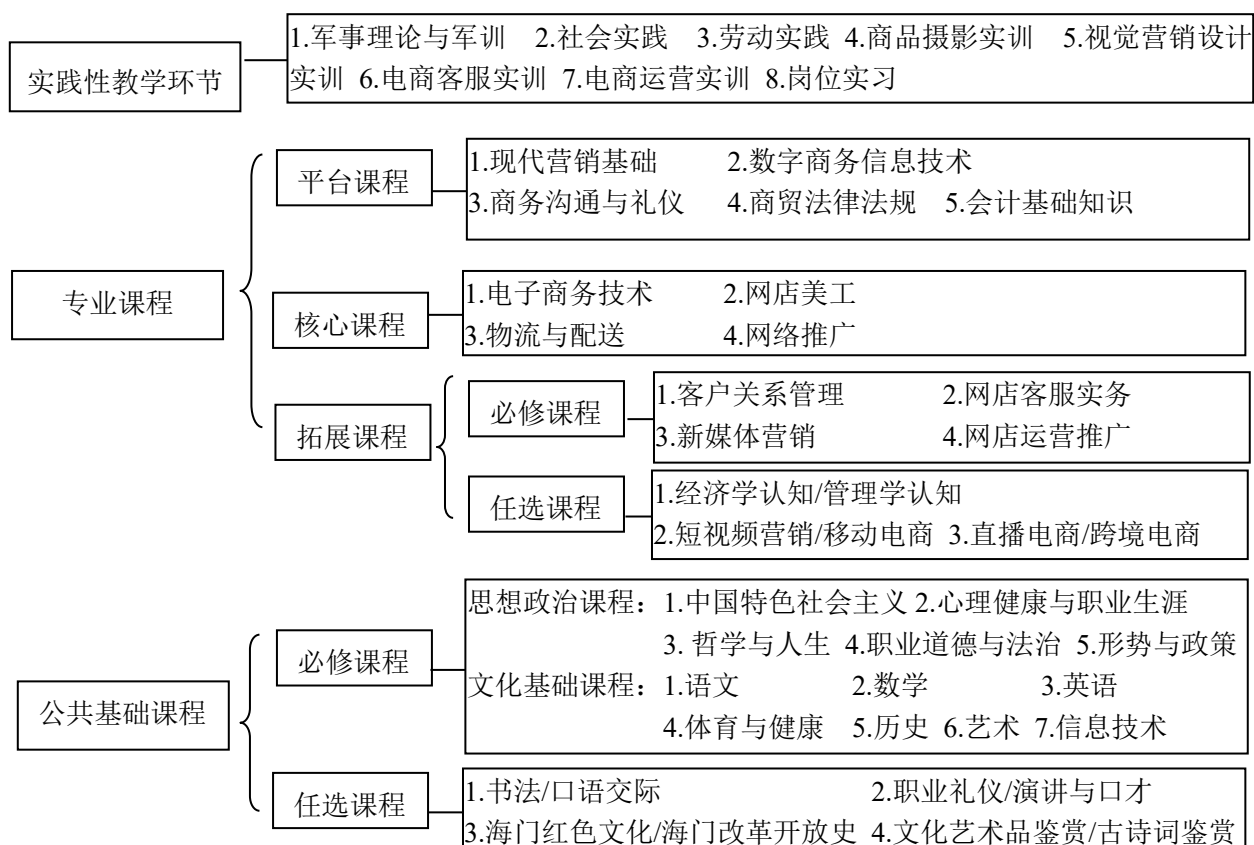 实践性教学环节
1.军事理论与军训 2.社会实践 3.劳动实践 4.商品摄影实训 5.视觉营销设计
实训 6.电商客服实训 7.电商运营实训 8.岗位实习
专业课程
平台课程
1.现代营销基础 2.数字商务信息技术
3.商务沟通与礼仪 4.商贸法律法规 5.会计基础知识
核心课程
1.电子商务技术 2.网店美工
3.物流与配送 4.网络推广
拓展课程
必修课程
1.客户关系管理 2.网店客服实务
3.新媒体营销 4.网店运营推广
任选课程
1.经济学认知/管理学认知
2.短视频营销/移动电商 3.直播电商/跨境电商
公共基础课程
必修课程
思想政治课程：1.中国特色社会主义 2.心理健康与职业生涯
3. 哲学与人生 4.职业道德与法治 5.形势与政策
文化基础课程：1.语文 2.数学 3.英语
4.体育与健康 5.历史 6.艺术 7.信息技术
任选课程
1.书法/口语交际 2.职业礼仪/演讲与口才
3.海门红色文化/海门改革开放史 4.文化艺术品鉴赏/古诗词鉴赏